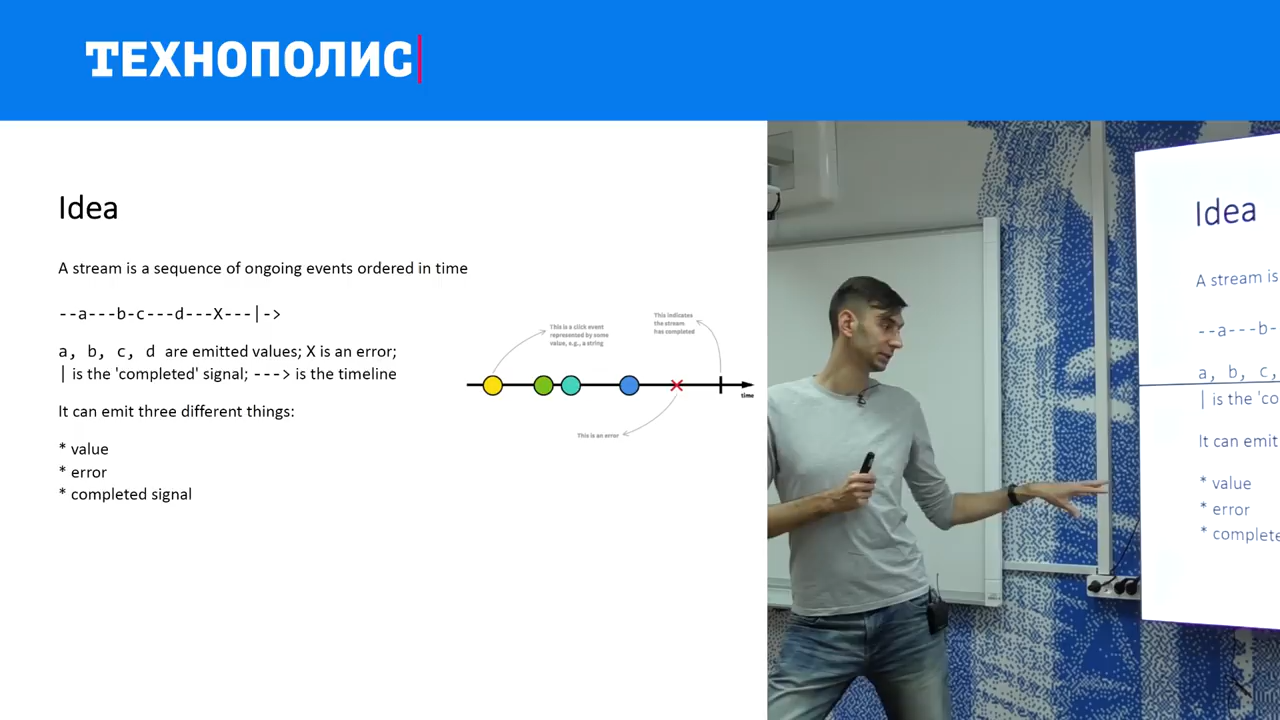 ТЕХНОПОЛИС
Idea
A stream is a sequence of ongoing events ordered in time
--a---b-c---d---X---|->
a, b, c, d are emitted values; X is an error;
| is the 'completed' signal; ---> is the timeline
It can emit three different things:
* value
* error
* completed signal
This is a click event
represented by some
value, e.g., a string
This indicates
the stream
has completed
time
This is an error
Idea
A stream is
--a---b-
a, b, c,
| is the 'co
It can emit
* value
* error
* complete